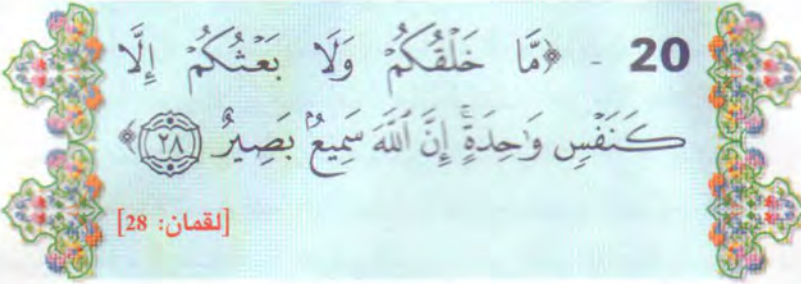 20 - ﴿مَّا خَلْقُكُمْ وَلَا بَعْثُكُمْ إِلَّا
كَنَفْسٍ وَٰحِدَةٍۚ إِنَّ ٱللَّهَ سَمِيعٌۢ بَصِيرٌ ٢٨﴾
[لقمان: 28]